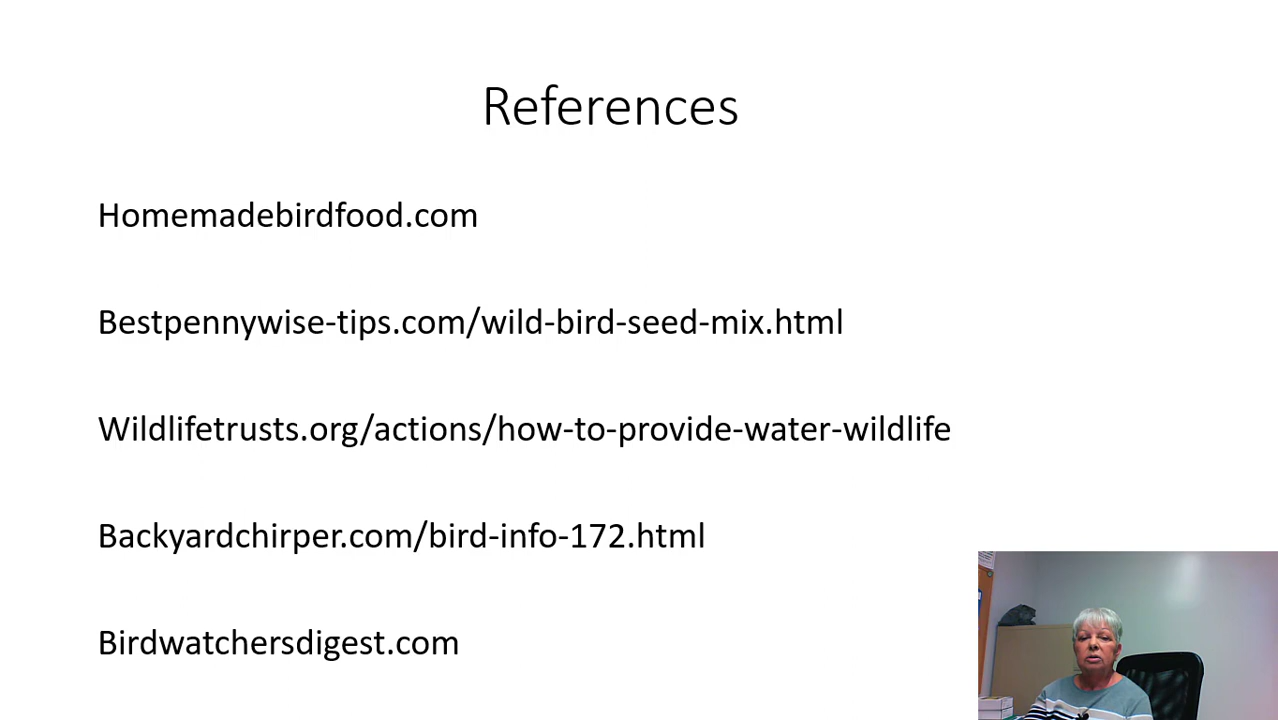 References
Homemadebirdfood.com
Bestpennywise-tips.com/wild-bird-seed-mix.html
Wildlifetrusts.org/actions/how-to-provide-water-wildlife
Backyardchirper.com/bird-info-172.html
Birdwatchersdigest.com